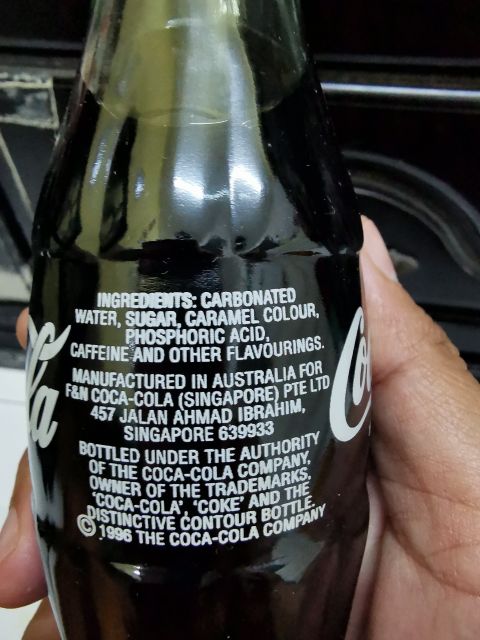 INGREDIENTS: CARBONATED
WATER, SUGAR, CARAMEL COLOUR,
PHOSPHORIC ACID,
CAFFEINE AND OTHER FLAVOURINGS.
MANUFACTURED IN AUSTRALIA FOR
F&N COCA-COLA (SINGAPORE) PTE LTD
457 JALAN AHMAD IBRAHIM,
SINGAPORE 639933
BOTTLED UNDER THE AUTHORITY
OF THE COCA-COLA COMPANY,
OWNER OF THE TRADEMARKS,
'COCA-COLA', 'COKE' AND THE
DISTINCTIVE CONTOUR BOTTLE.
© 1996 THE COCA-COLA COMPANY